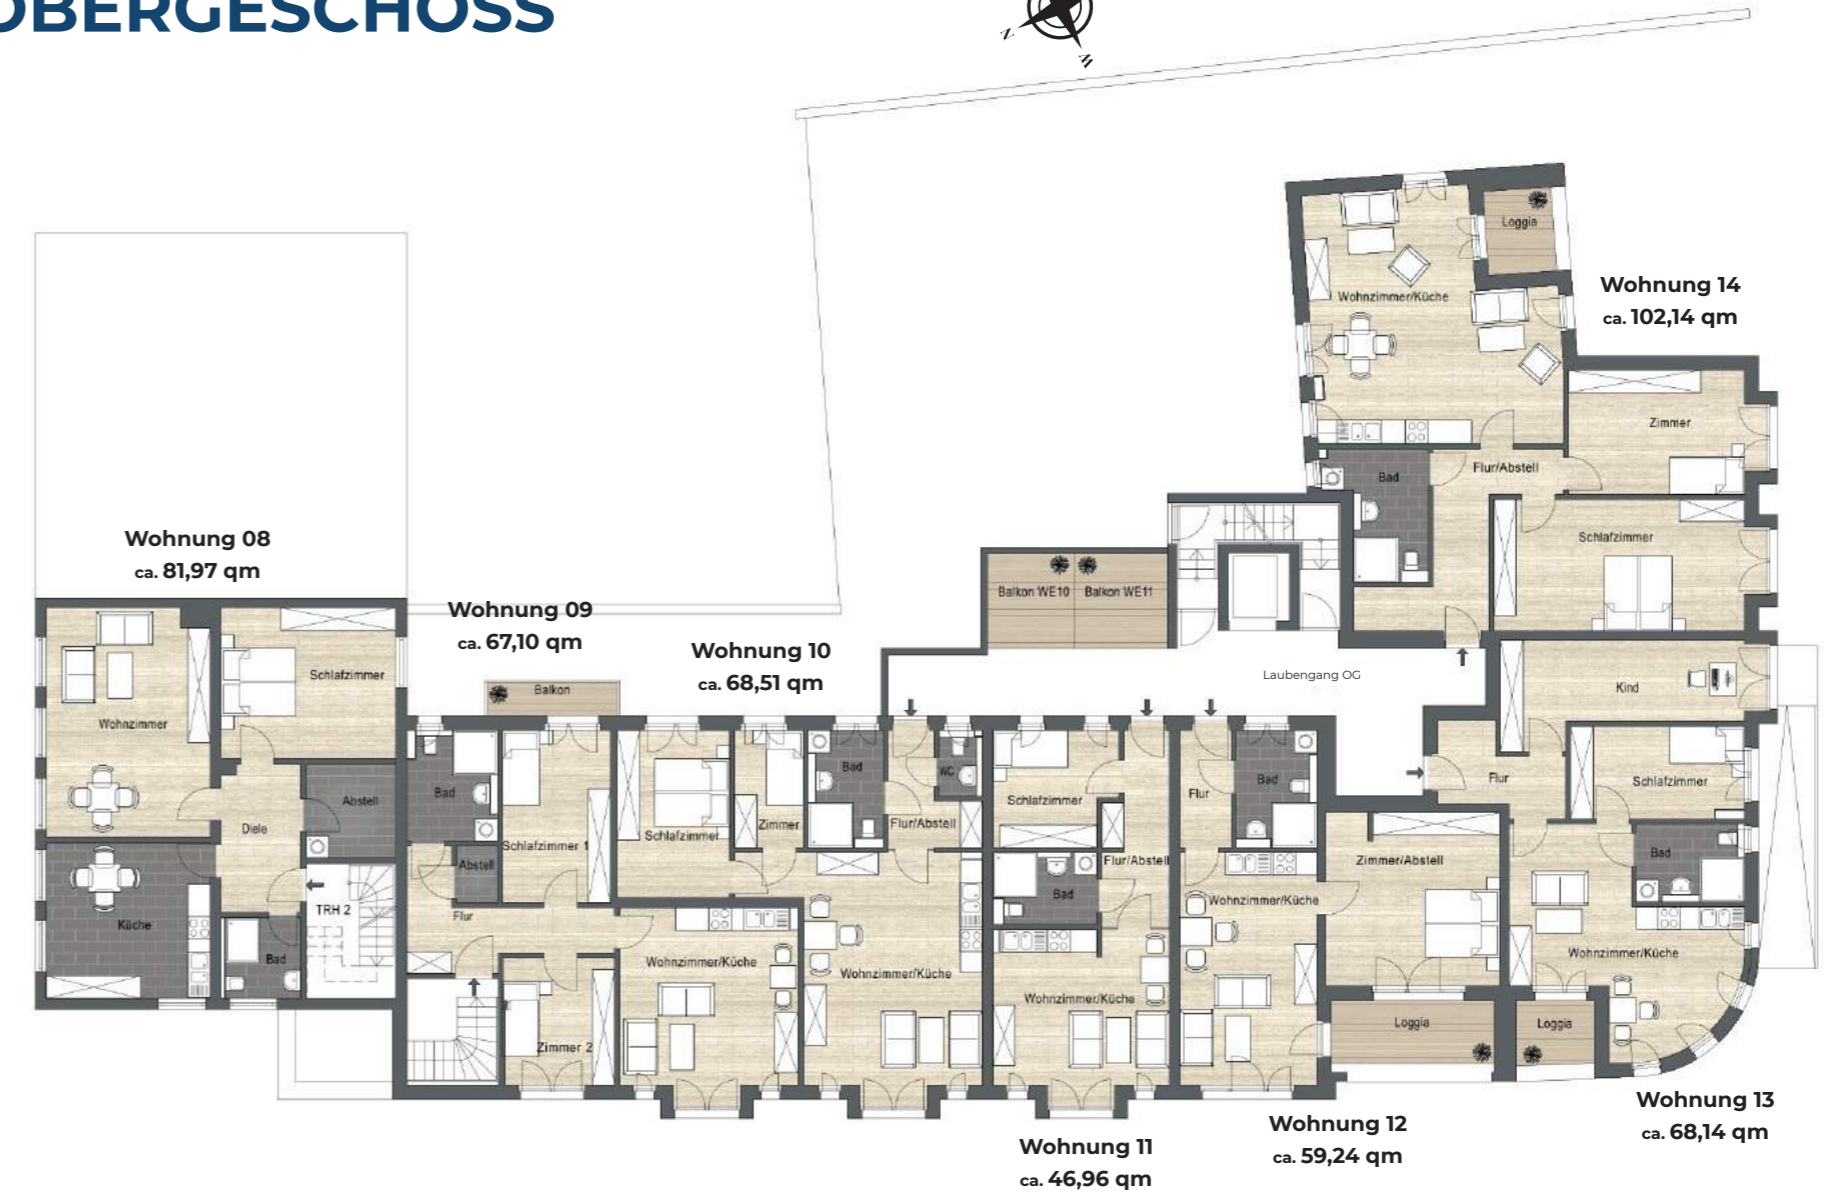 OBERGESCHOSS
N
W
Loggia
Wohnung 14
ca. 102,14 qm
Wohnzimmer/Küche
Zimmer
Flur/Abstell
Bad
Schlafzimmer
Wohnung 08
ca. 81,97 qm
Wohnung 09
ca. 67,10 qm
Wohnung 10
ca. 68,51 qm
Balkon WE10
Balkon WE11
Laubengang OG
Kind
Schlafzimmer
Wohnzimmer
Balkon
Abstell
Diele
Bad
Schlafzimmer 1
Schlafzimmer
Zimmer
Bad
WC
Flur/Abstell
Schlafzimmer
Flur
Bad
Flur
Schlafzimmer
Küche
TRH 2
Bad
Abstell
Flur
Flur/Abstell
Bad
Zimmer/Abstell
Bad
Wohnzimmer/Küche
Wohnzimmer/Küche
Wohnzimmer/Küche
Wohnzimmer/Küche
Wohnzimmer/Küche
Zimmer 2
Loggia
Loggia
Wohnung 11
ca. 46,96 qm
Wohnung 12
ca. 59,24 qm
Wohnung 13
ca. 68,14 qm